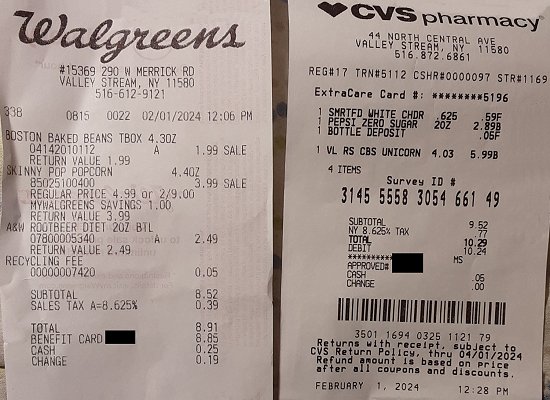 Walgreens
#15369 290 W MERRICK RD
VALLEY STREAM, NY 11580
516-612-9121
33B 0B15 0022 02/01/2024 12:06 PM
BOSTON BAKED BEANS TBOX 4.30Z
04142010112 A 1.99 SALE
RETURN VALUE 1.99
SKINNY POP POPCORN 4.40Z
85025100400 3.99 SALE
REGULAR PRICE 4.99 or 2/9.00
MYWALGREENS SAVINGS 1.00
RETURN VALUE 3.99
A&W ROOTBEER DIET 20Z BTL
07800005340 A 2.49
RETURN VALUE 2.49
RECYCLING FEE
00000007420 0.05
SUBTOTAL 8.52
SALES TAX A=8.625% 0.39
TOTAL 8.91
BENEFIT CARD 8.85
CASH 0.25
CHANGE 0.19
CVS pharmacy
44 NORTH CENTRAL AVE
VALLEY STREAM, NY 11580
516.872.6861
REG#17 TRN#5112 CSHR#0000097 STR#1169
ExtraCare Card #: ********5196
1 SMRTFD WHITE CHDR .625 .59F
1 PEPSI ZERO SUGAR 20Z 2.89B
1 BOTTLE DEPOSIT .05F
1 VL RS CBS UNICORN 4.03 5.99B
4 ITEMS
Survey ID #
3145 5558 3054 661 49
SUBTOTAL 9.52
NY 8.625% TAX .77
TOTAL 10.29
DEBIT 10.24
*********** MS
APPROVED#
CASH .05
CHANGE .00
3501 1694 0325 1121 79
Returns with receipt, subject to
CVS Return Policy, thru 04/01/2024
Refund amount is based on price
after all coupons and discounts.
FEBRUARY 1, 2024 12:28 PM